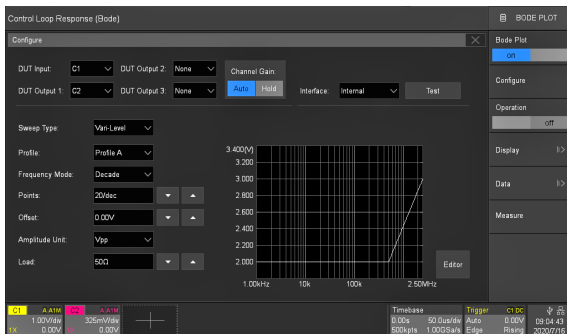 Control Loop Response (Bode)
BODE PLOT
Configure
Bode Plot
on
DUT Input: C1 DUT Output 2: None Channel Gain:
DUT Output 1: C2 DUT Output 3: None Auto Hold Interface: Internal Test
Configure
Operation
off
Sweep Type: Vari-Level
Profile: Profile A
Frequency Mode: Decade
Points: 20/dec
Offset: 0.00V
Amplitude Unit: Vpp
Load: 50Ω
3.400(V)
3.200
3.000
2.800
2.600
2.400
2.200
2.000
1.00kHz 10k 100k 2.50MHz
Editor
Display
Data
Measure
C1 A A1M C2 A A1M Timebase Trigger C1 DC
1.00V/div 325mV/div 0.00s 50.0us/div Auto 0.00V 09:04:43
1X 0.00V 0.00V 500kpts 1.00GSa/s Edge Rising 2020/7/16